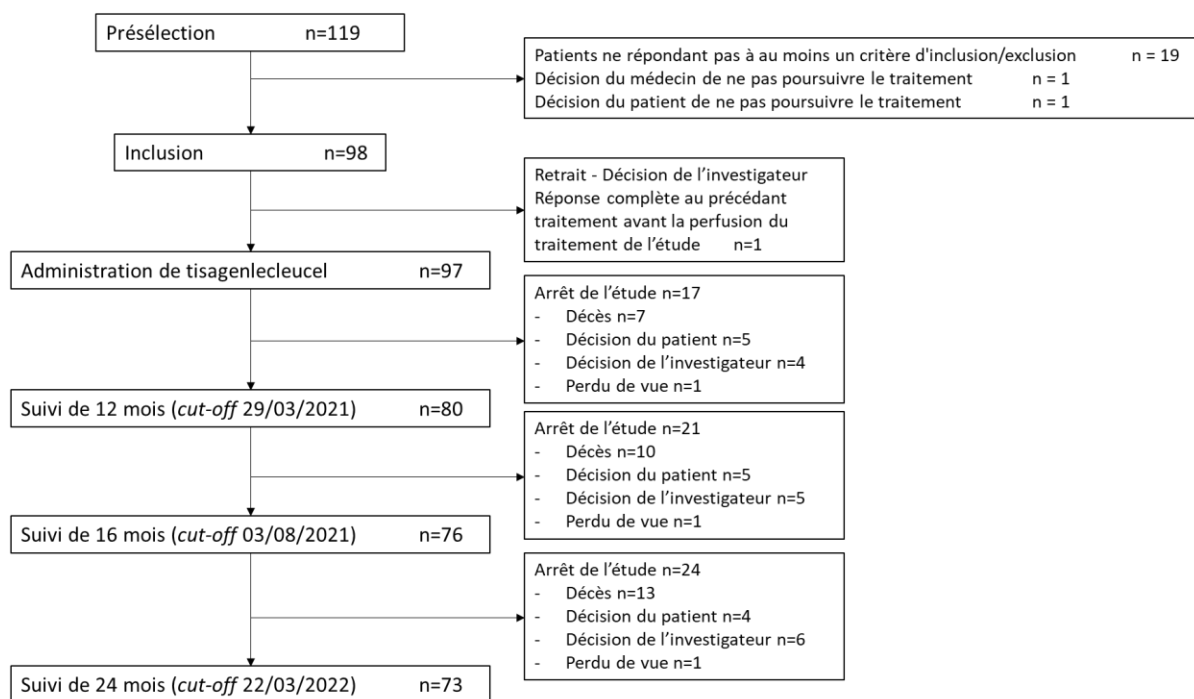 Présélection n=119
Patients ne répondant pas à au moins un critère d'inclusion/exclusion n = 19
Décision du médecin de ne pas poursuivre le traitement n = 1
Décision du patient de ne pas poursuivre le traitement n = 1
Inclusion n=98
Retrait - Décision de l’investigateur
Réponse complète au précédant
traitement avant la perfusion du
traitement de l’étude n=1
Administration de tisagenlecleucel n=97
Arrêt de l’étude n=17
- Décès n=7
- Décision du patient n=5
- Décision de l’investigateur n=4
- Perdu de vue n=1
Suivi de 12 mois (cut-off 29/03/2021) n=80
Arrêt de l’étude n=21
- Décès n=10
- Décision du patient n=5
- Décision de l’investigateur n=5
- Perdu de vue n=1
Suivi de 16 mois (cut-off 03/08/2021) n=76
Arrêt de l’étude n=24
- Décès n=13
- Décision du patient n=4
- Décision de l’investigateur n=6
- Perdu de vue n=1
Suivi de 24 mois (cut-off 22/03/2022) n=73